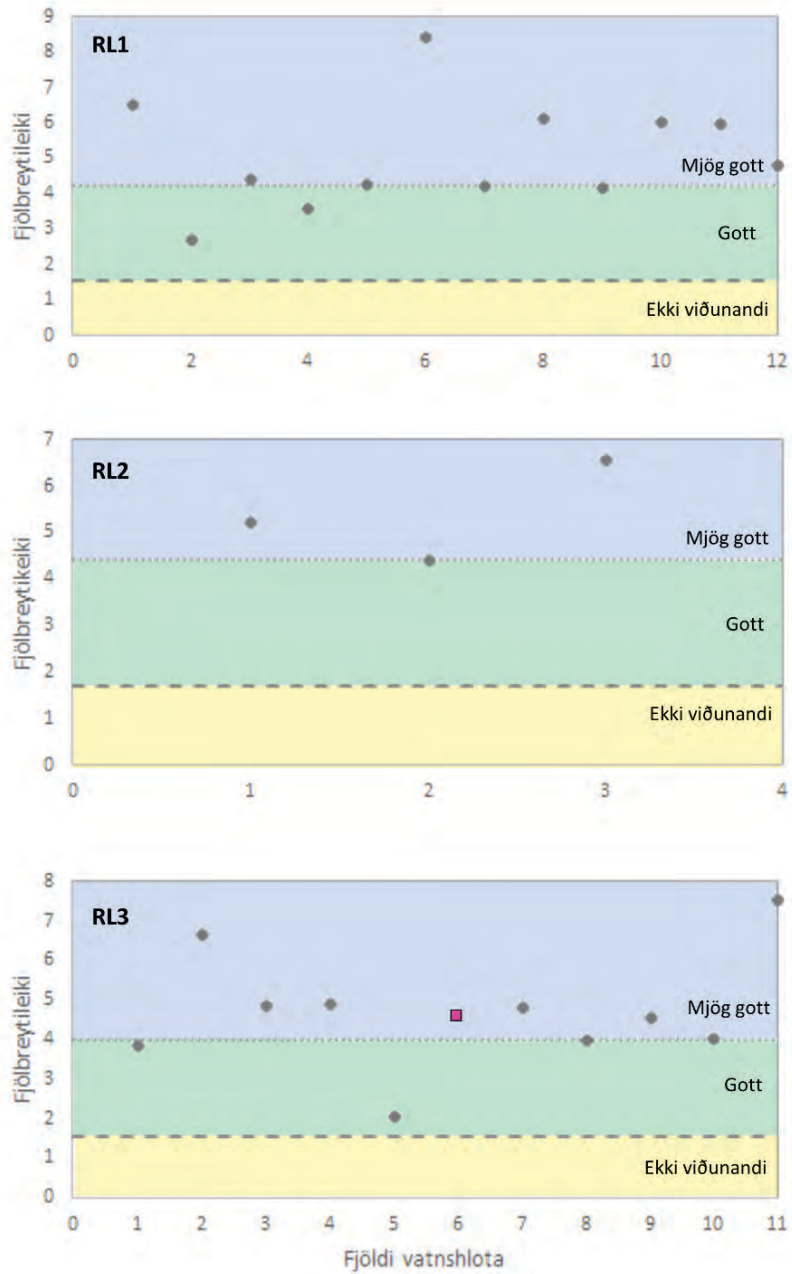 RL1
Fjölbreytileiki
9
8
7
6
5
4
3
2
1
0
Mjög gott
Gott
Ekki viðunandi
0 2 4 6 8 10 12
RL2
Fjölbreytikeiki
7
6
5
4
3
2
1
0
Mjög gott
Gott
Ekki viðunandi
0 1 2 3 4
RL3
Fjölbreytileiki
8
7
6
5
4
3
2
1
0
Mjög gott
Gott
Ekki viðunandi
0 1 2 3 4 5 6 7 8 9 10 11
Fjöldi vatnshlota